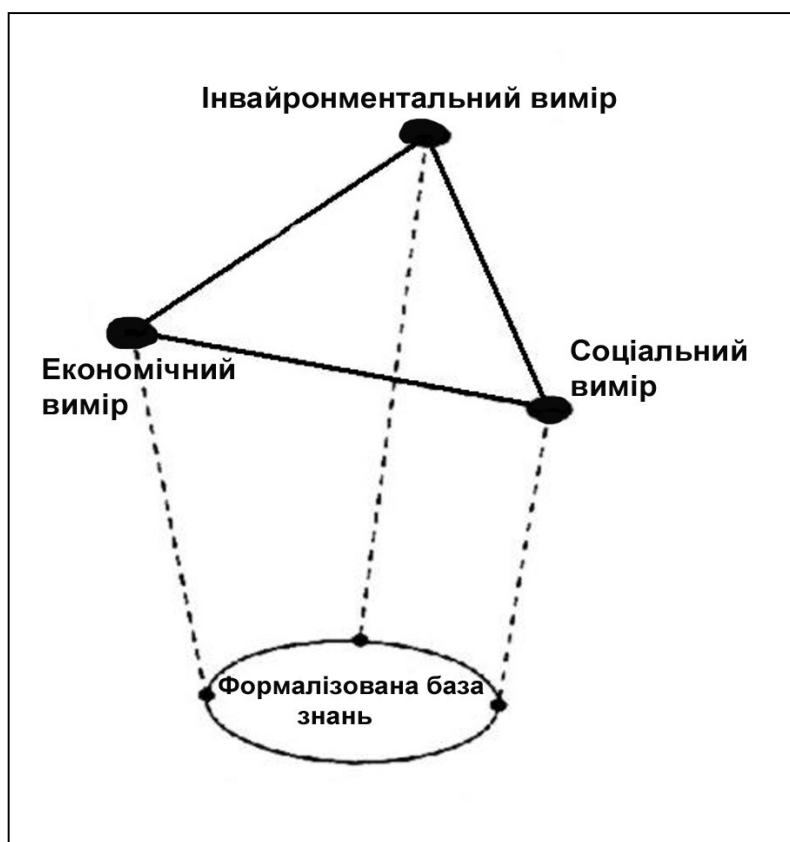 Інвайронментальний вимір
Економічний
вимір
Соціальний
вимір
Формалізована база
знань